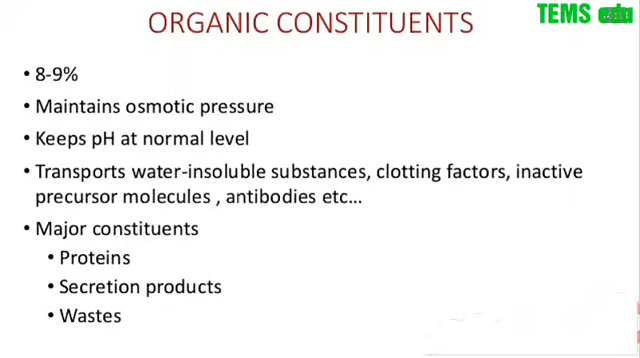 ORGANIC CONSTITUENTS
TEMS edu
• 8-9%
• Maintains osmotic pressure
• Keeps pH at normal level
• Transports water-insoluble substances, clotting factors, inactive
precursor molecules , antibodies etc...
• Major constituents
• Proteins
• Secretion products
• Wastes